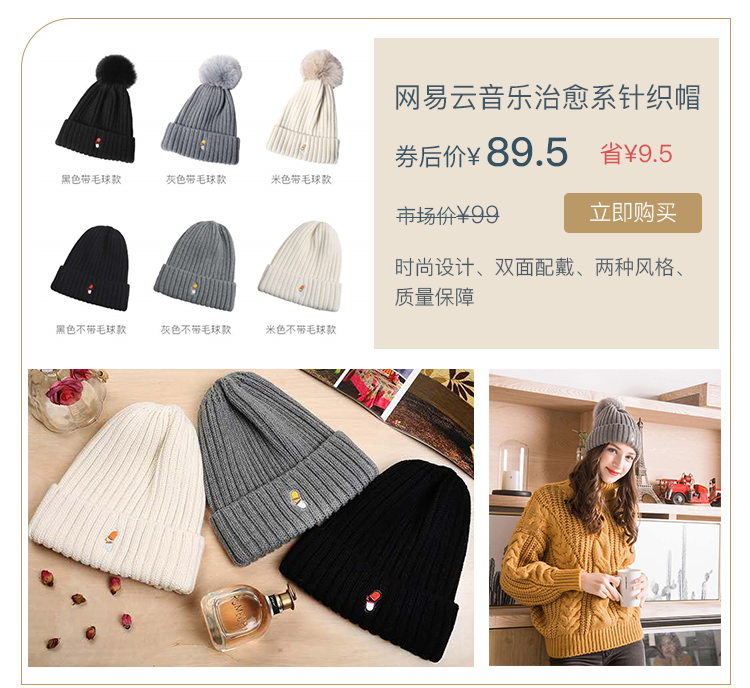 黑色带毛球款
灰色带毛球款
米色带毛球款
黑色不带毛球款
灰色不带毛球款
米色不带毛球款
网易云音乐治愈系针织帽
券后价¥89.5 省¥9.5
市场价¥99 立即购买
时尚设计、双面配戴、两种风格、
质量保障